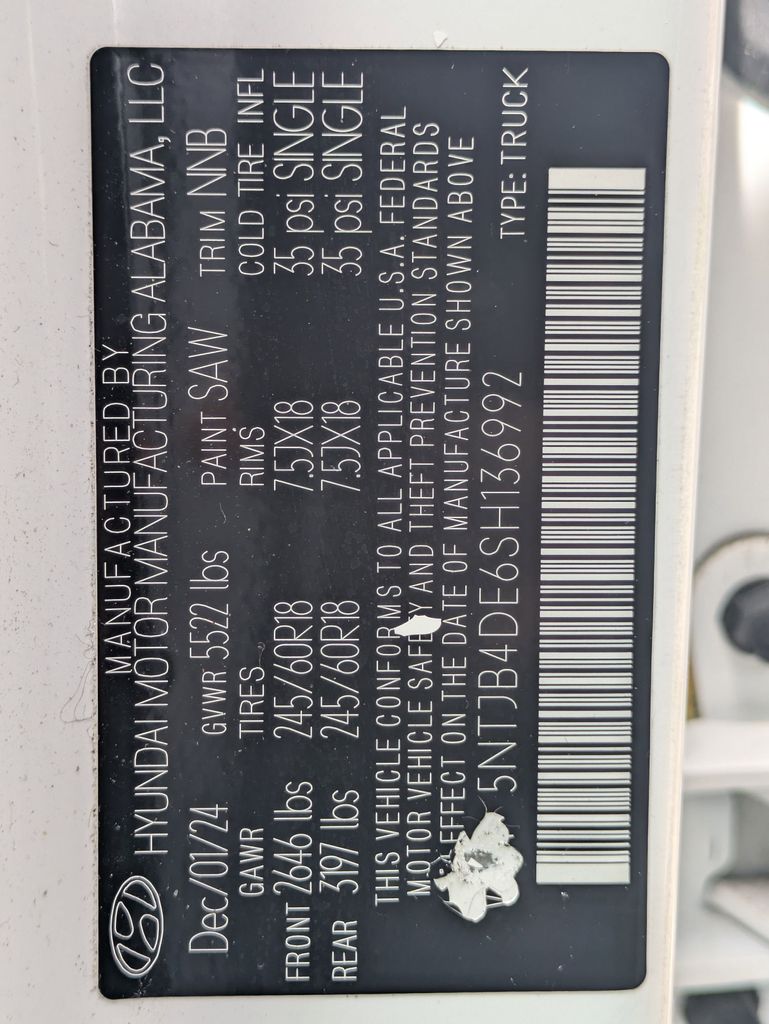 MANUFACTURED BY
HYUNDAI MOTOR MANUFACTURING ALABAMA, LLC
Dec/01/24 GVWR 5522 lbs PAINT SAW TRIM NNB
GAWR TIRES RIMS COLD TIRE INFL
FRONT 2646 lbs 245/60R18 7.5JX18 35 psi SINGLE
REAR 3197 lbs 245/60R18 7.5JX18 35 psi SINGLE
THIS VEHICLE CONFORMS TO ALL APPLICABLE U.S.A. FEDERAL
MOTOR VEHICLE SAFETY AND THEFT PREVENTION STANDARDS
EFFECT ON THE DATE OF MANUFACTURE SHOWN ABOVE
5NTJB4DE6SH136992 TYPE: TRUCK